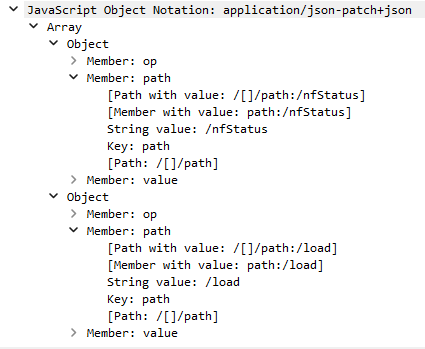 JavaScript Object Notation: application/json-patch+json
Array
Object
Member: op
Member: path
[Path with value: /[]/path:/nfStatus]
[Member with value: path:/nfStatus]
String value: /nfStatus
Key: path
[Path: /[]/path]
Member: value
Object
Member: op
Member: path
[Path with value: /[]/path:/load]
[Member with value: path:/load]
String value: /load
Key: path
[Path: /[]/path]
Member: value